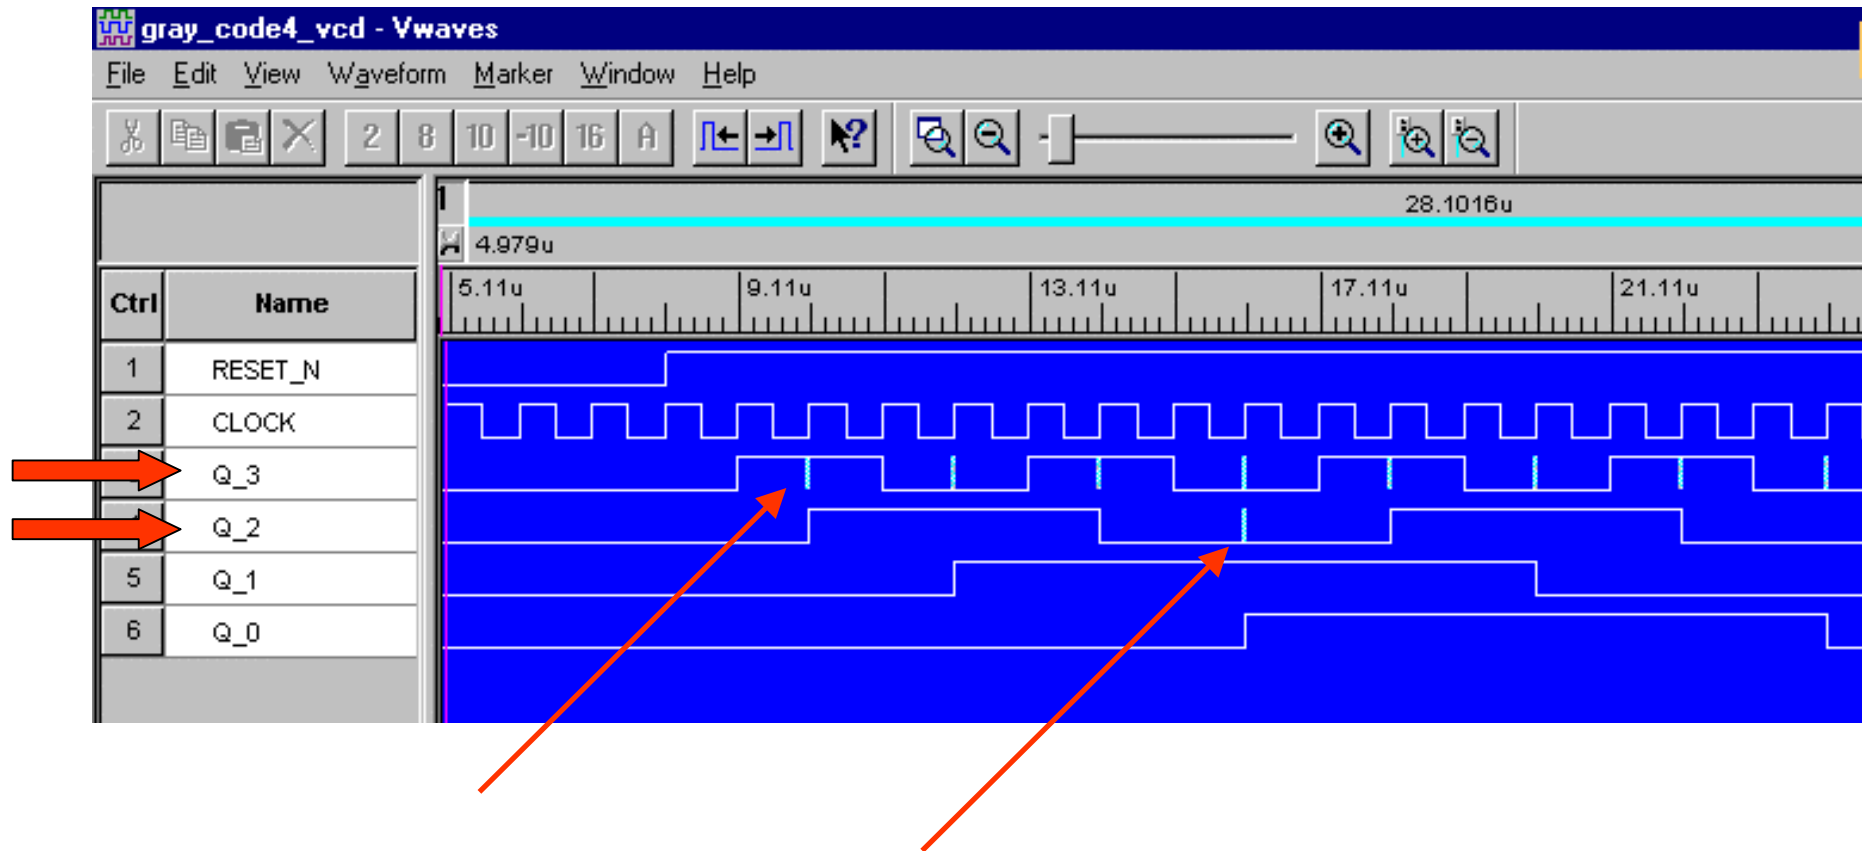 gray_code4_vcd - Vwaves
File Edit View Waveform Marker Window Help
2 8 10 -10 16 A
1 28.1016u
4.979u
Ctrl Name 5.11u 9.11u 13.11u 17.11u 21.11u
1 RESET_N
2 CLOCK
Q_3
Q_2
5 Q_1
6 Q_0